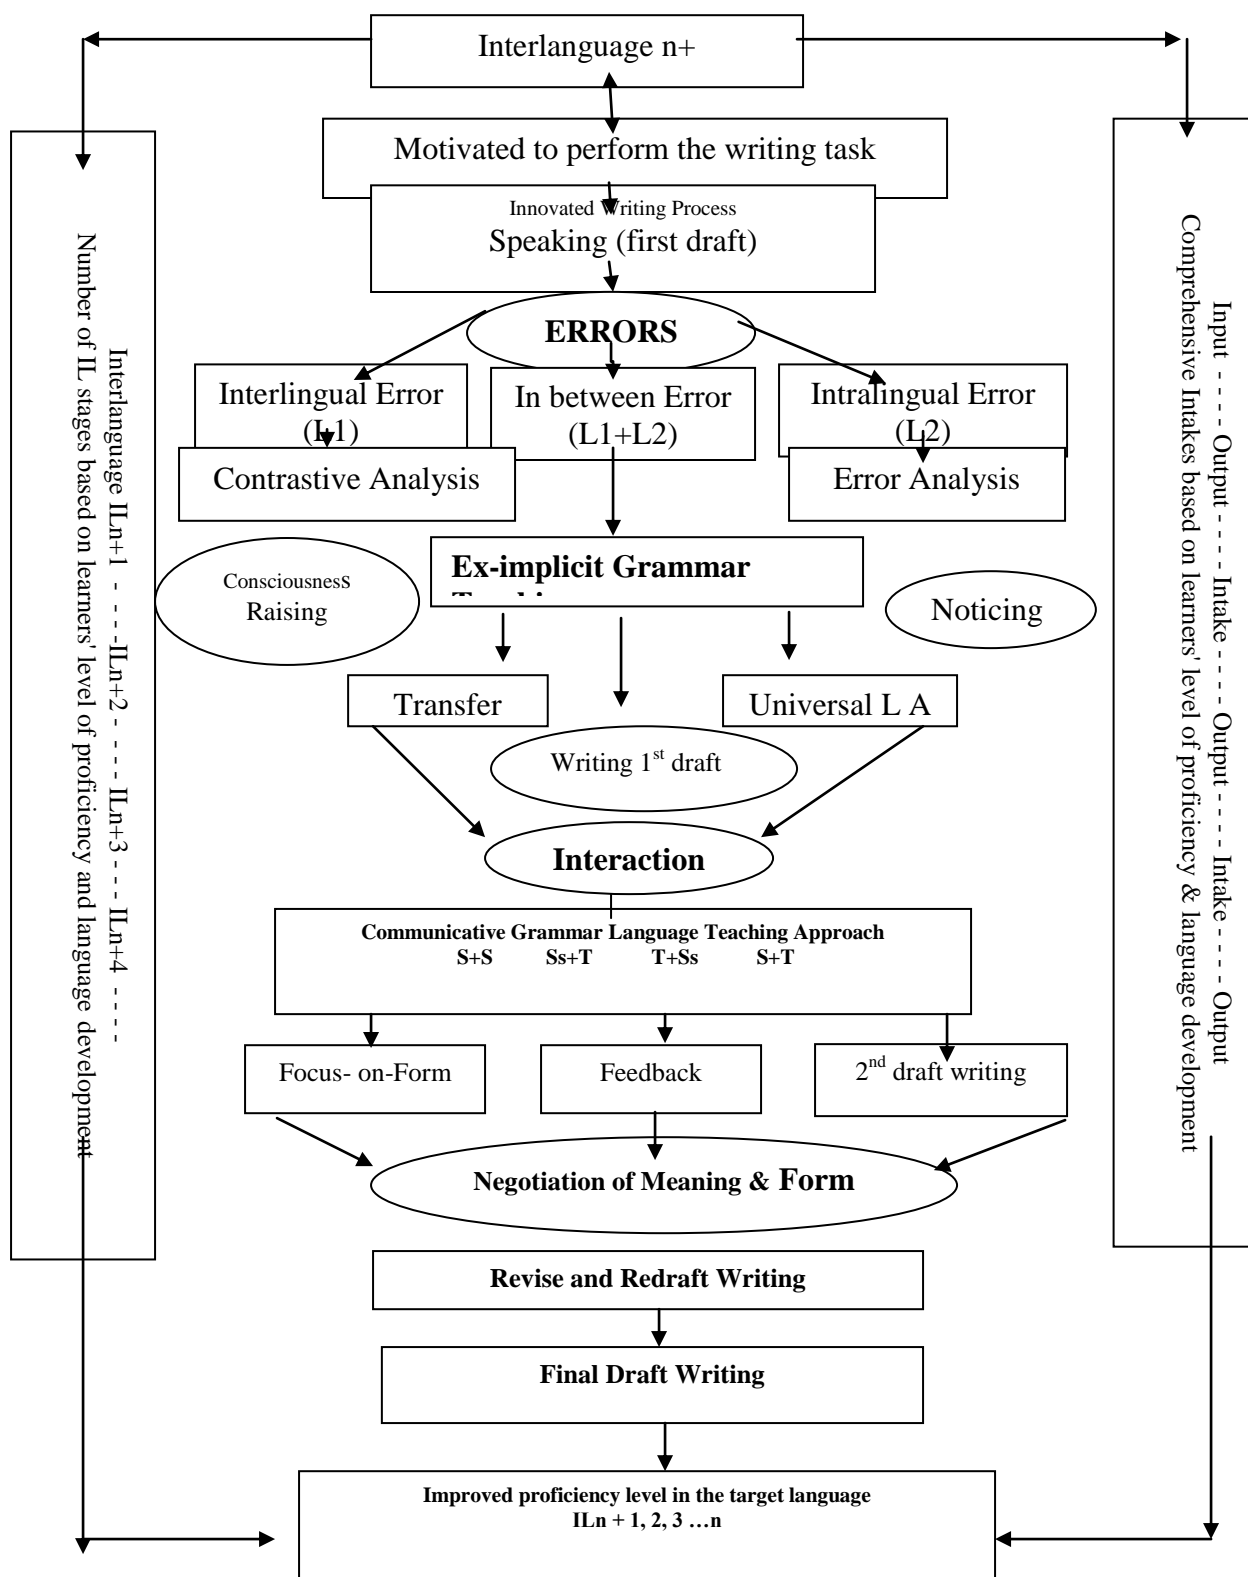 Interlanguage n+
Motivated to perform the writing task
Innovated Writing Process
Speaking (first draft)
ERRORS
Interlingual Error
(L1)
In between Error
(L1+L2)
Intralingual Error
(L2)
Contrastive Analysis
Error Analysis
Ex-implicit Grammar
Consciousness
Raising
Noticing
Transfer
Universal L A
Writing 1st draft
Interaction
Communicative Grammar Language Teaching Approach
S+S Ss+T T+Ss S+T
Focus- on-Form
Feedback
2nd draft writing
Negotiation of Meaning & Form
Revise and Redraft Writing
Final Draft Writing
Improved proficiency level in the target language
ILn + 1, 2, 3 …n
Interlanguage ILn+1 - - ---ILn+2 - - - - ILn+3 - - - - ILn+4 - - - -
Number of IL stages based on learners' level of proficiency and language development
Input - - - - Output - - - - Intake - - - - - Output - - - - Intake - - - - - Output
Comprehensive Intakes based on learners' level of proficiency & language development